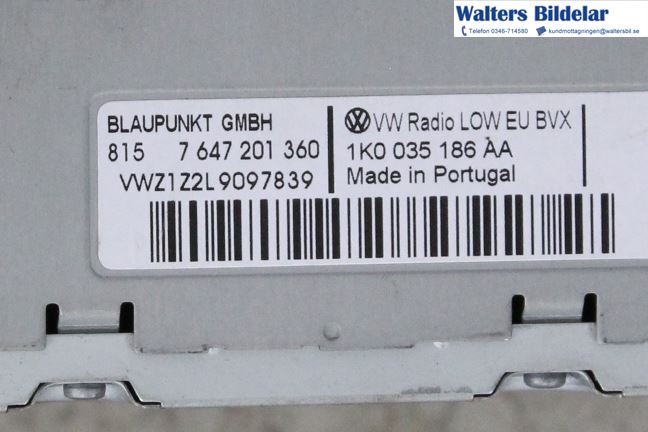 Walters Bildelar
Telefon 0346-714580 kundmottagningen@waltersbil.se
BLAUPUNKT GMBH
815 7 647 201 360
VWZ1Z2L9097839
VW Radio LOW EU BVX
1K0 035 186 AA
Made in Portugal